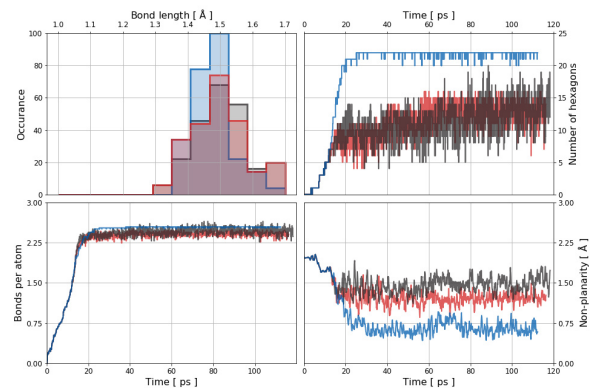 Bond length [ Å ]
1.0 1.1 1.2 1.3 1.4 1.5 1.6 1.7
Time [ ps ]
0 20 40 60 80 100 120
Occurance
100
80
60
40
20
0
25
20
15
10
5
0
Number of hexagons
Bonds per atom
3.00
2.25
1.50
0.75
0.00
3.00
2.25
1.50
0.75
0.00
Non-planarity [ Å ]
0 20 40 60 80 100
Time [ ps ]
0 20 40 60 80 100 120
Time [ ps ]